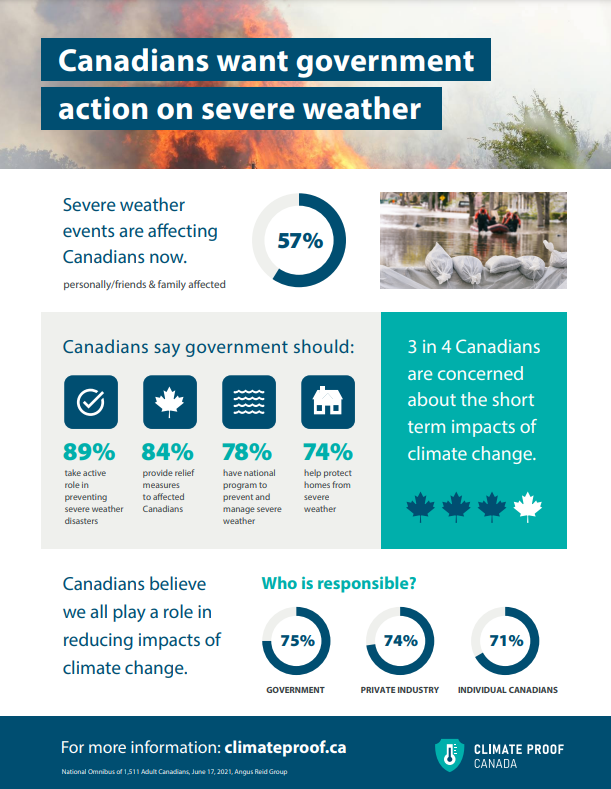 Canadians want government
action on severe weather
Severe weather
events are affecting
Canadians now.
personally/friends & family affected
57%
Canadians say government should:
89%
take active
role in
preventing
severe weather
disasters
84%
provide relief
measures
to affected
Canadians
78%
have national
program to
prevent and
manage severe
weather
74%
help protect
homes from
severe
weather
3 in 4 Canadians
are concerned
about the short
term impacts of
climate change.
Canadians believe
we all play a role in
reducing impacts of
climate change.
Who is responsible?
75%
GOVERNMENT
74%
PRIVATE INDUSTRY
71%
INDIVIDUAL CANADIANS
For more information: climateproof.ca
National Omnibus of 1,511 Adult Canadians, June 17, 2021, Angus Reid Group
CLIMATE PROOF
CANADA